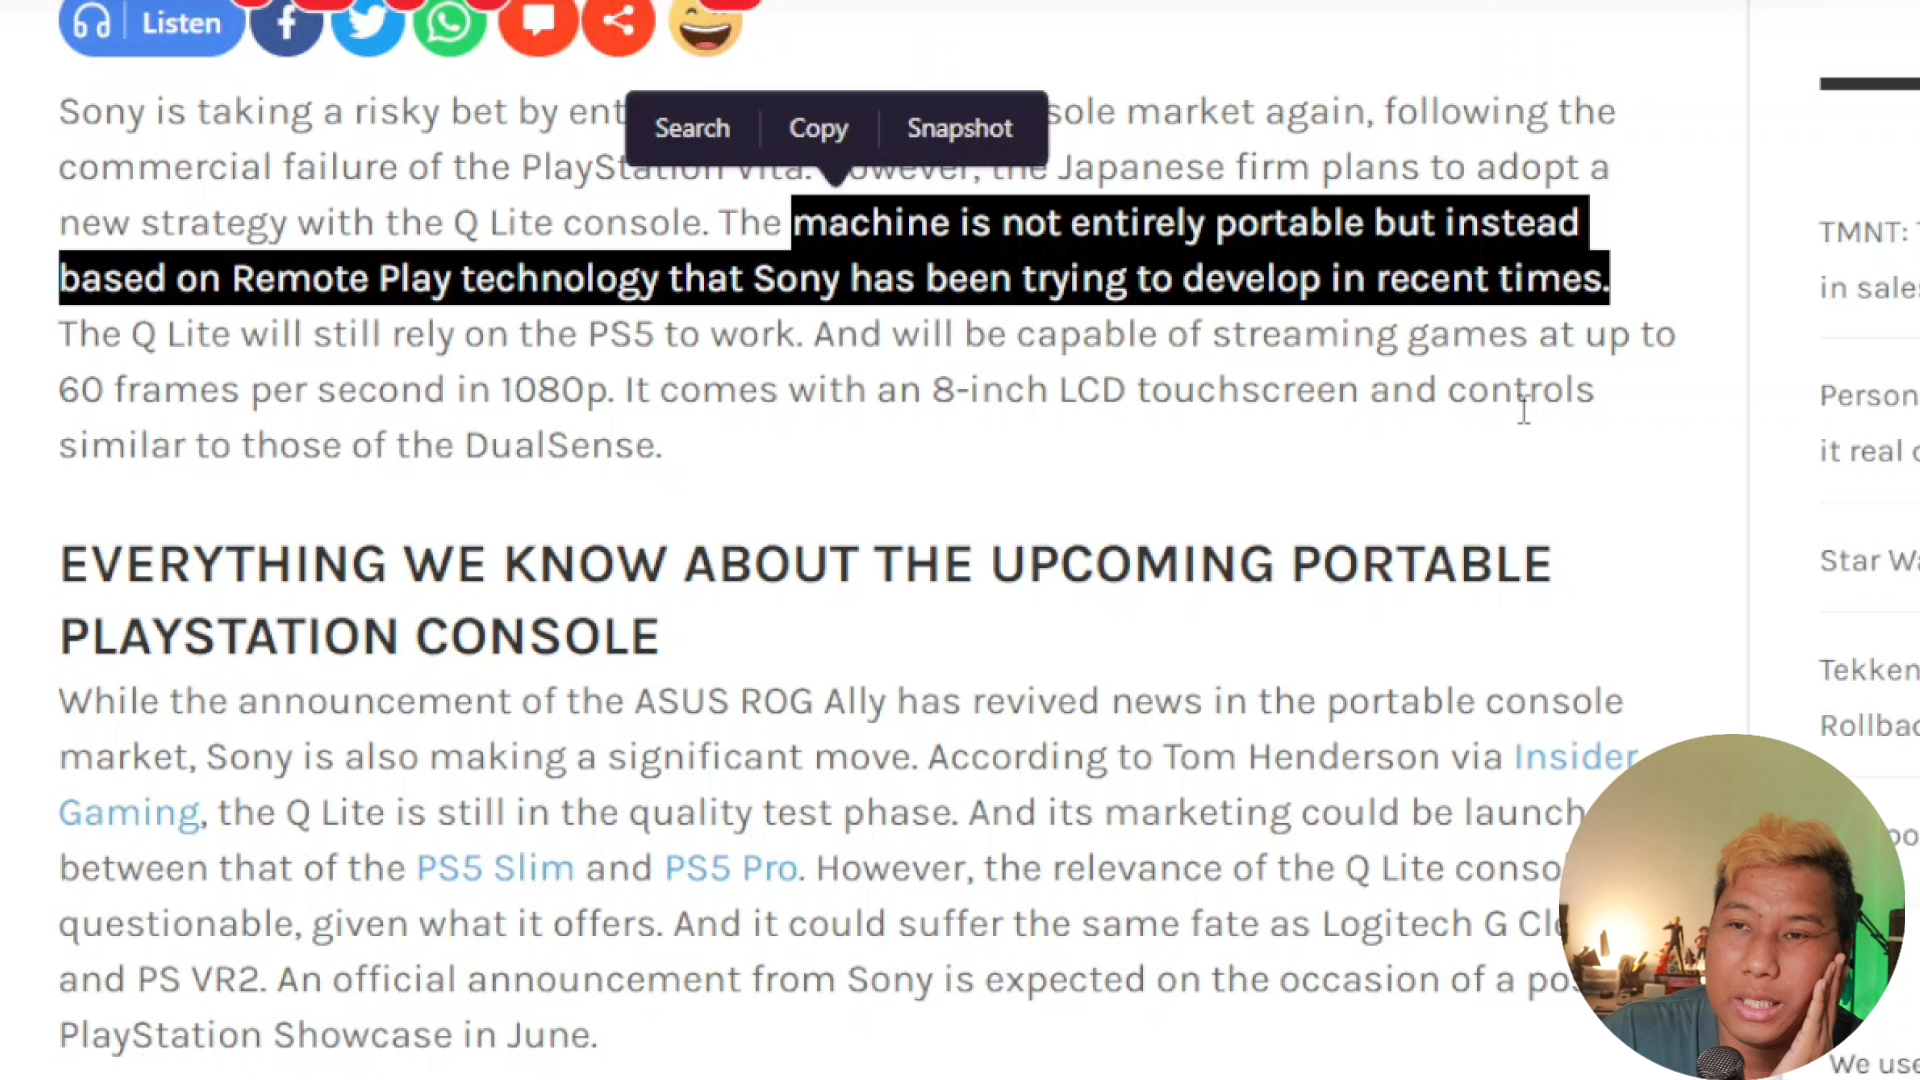 Listen
Search Copy Snapshot
Sony is taking a risky bet by ent sole market again, following the
commercial failure of the PlayStation Vita. However, the Japanese firm plans to adopt a
new strategy with the Q Lite console. The machine is not entirely portable but instead
based on Remote Play technology that Sony has been trying to develop in recent times.
The Q Lite will still rely on the PS5 to work. And will be capable of streaming games at up to
60 frames per second in 1080p. It comes with an 8-inch LCD touchscreen and controls
similar to those of the DualSense.
EVERYTHING WE KNOW ABOUT THE UPCOMING PORTABLE
PLAYSTATION CONSOLE
While the announcement of the ASUS ROG Ally has revived news in the portable console
market, Sony is also making a significant move. According to Tom Henderson via Insider
Gaming, the Q Lite is still in the quality test phase. And its marketing could be launch
between that of the PS5 Slim and PS5 Pro. However, the relevance of the Q Lite conso
questionable, given what it offers. And it could suffer the same fate as Logitech G Cl
and PS VR2. An official announcement from Sony is expected on the occasion of a po
PlayStation Showcase in June.
TMNT:
in sale
Person
it real
Star Wa
Tekken
Rollbac
We use